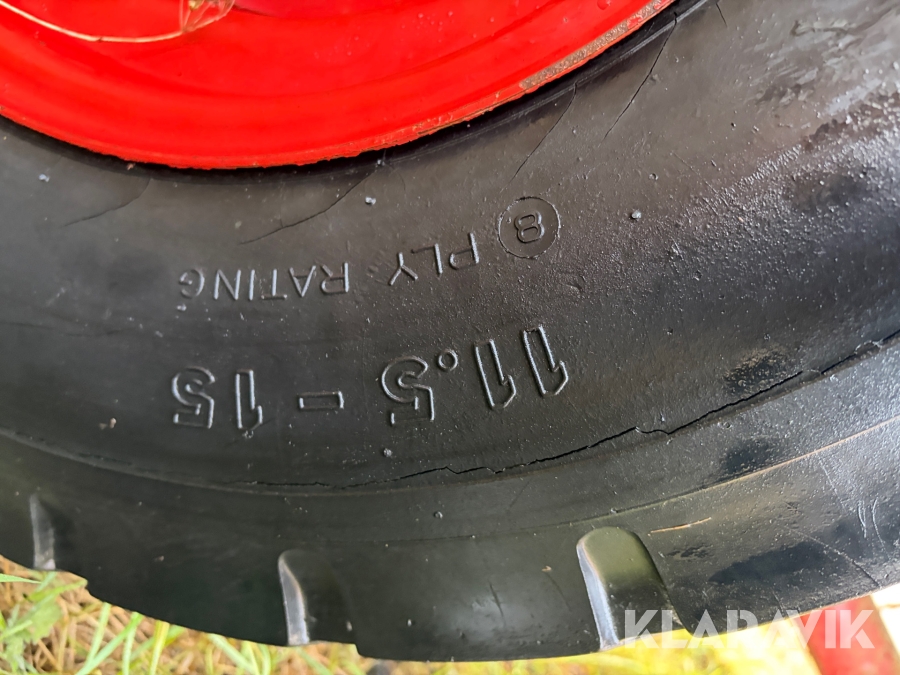 11.5-15
8 PLY RATING
KLARAVIK